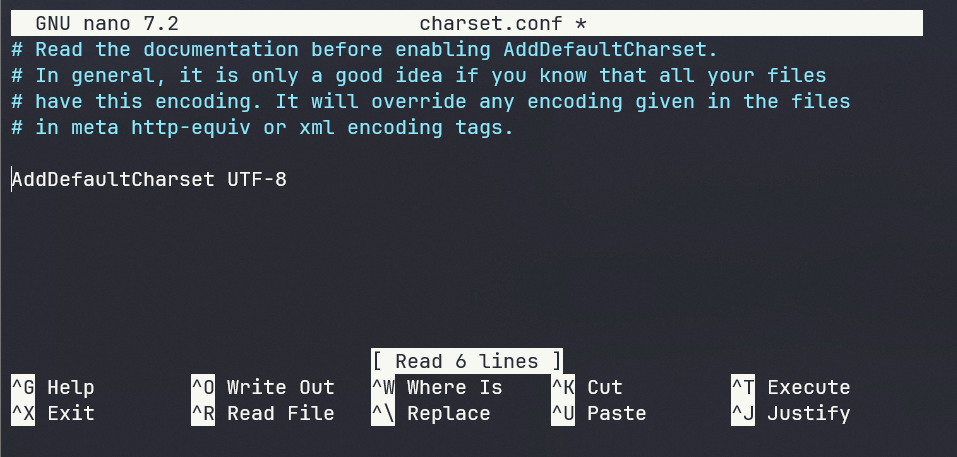 GNU nano 7.2 charset.conf *
# Read the documentation before enabling AddDefaultCharset.
# In general, it is only a good idea if you know that all your files
# have this encoding. It will override any encoding given in the files
# in meta http-equiv or xml encoding tags.
AddDefaultCharset UTF-8
[ Read 6 lines ]
^G Help ^O Write Out ^W Where Is ^K Cut ^T Execute
^X Exit ^R Read File ^\ Replace ^U Paste ^J Justify